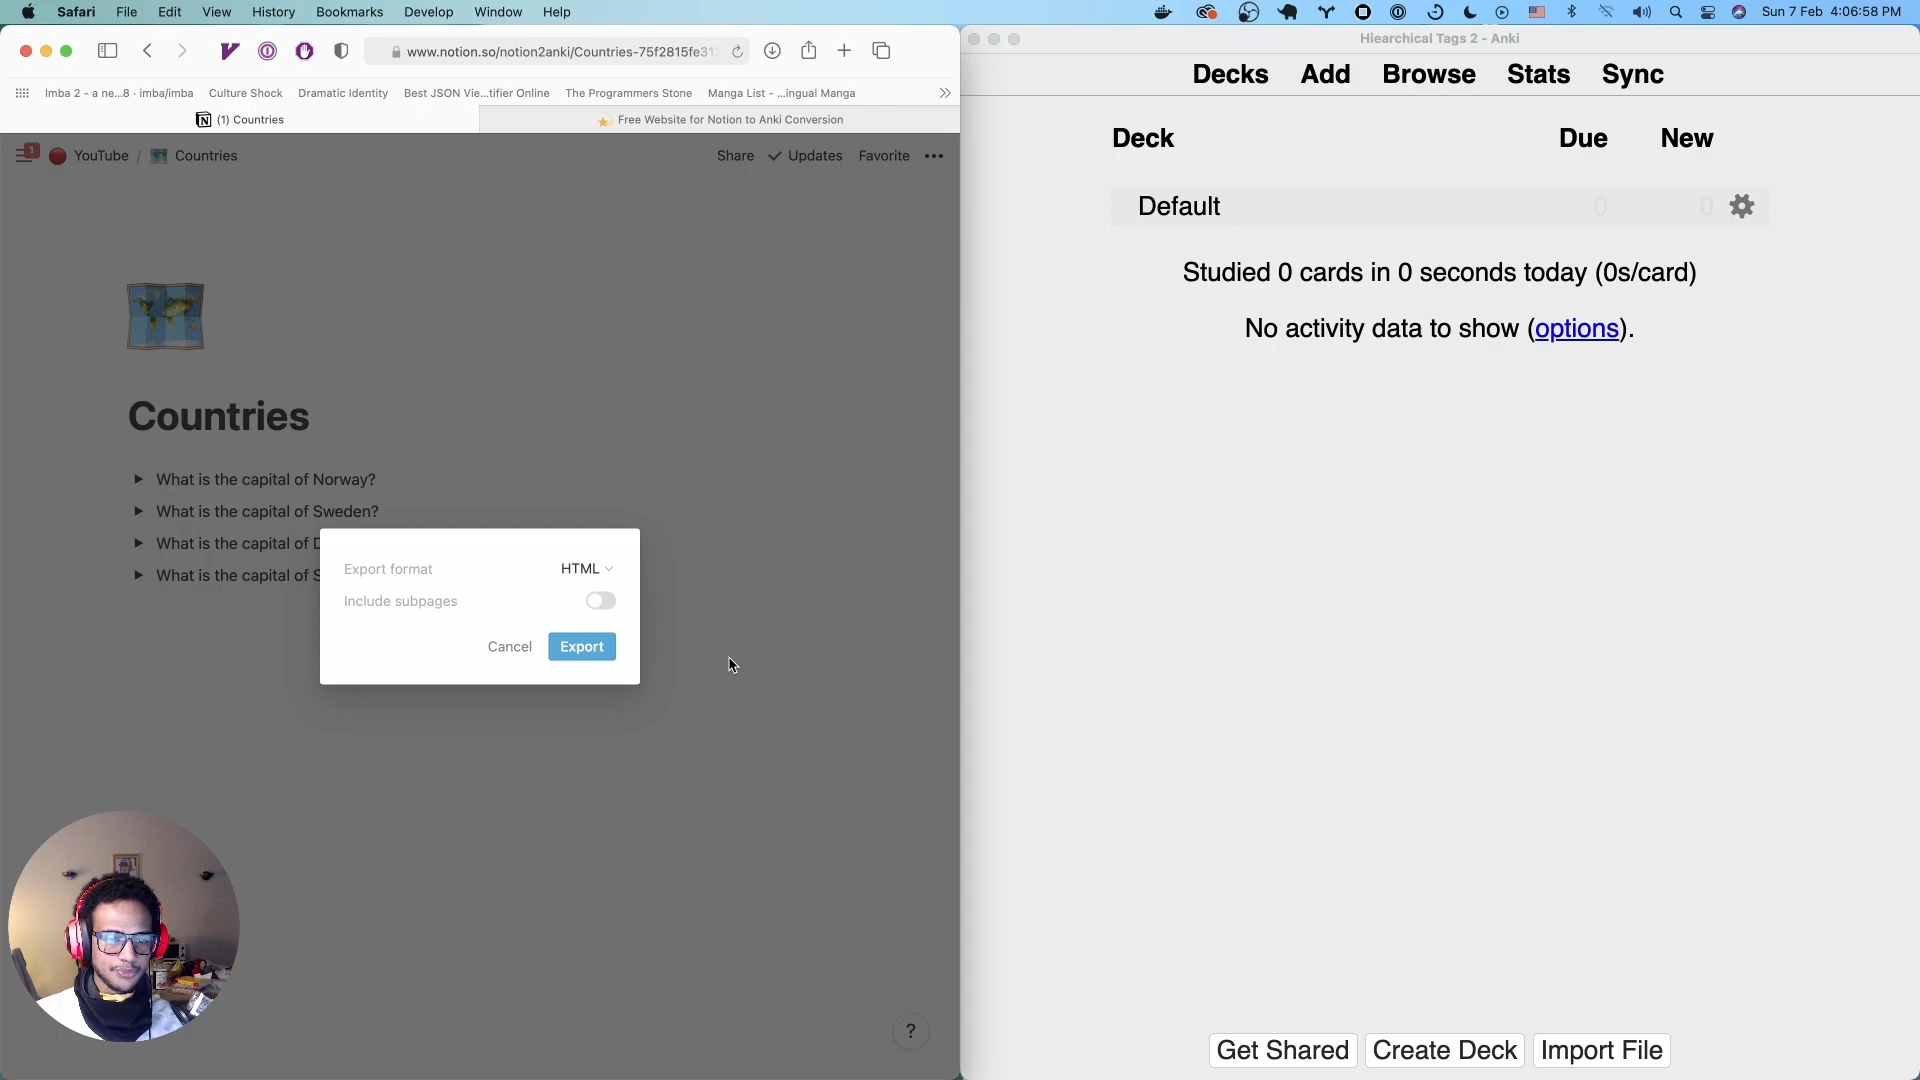 Safari File Edit View History Bookmarks Develop Window Help
Sun 7 Feb 4:06:58 PM
www.notion.so/notion2anki/Countries-75f2815fe31
Imba 2 - a ne...8 · imba/imba Culture Shock Dramatic Identity Best JSON Vie...tifier Online The Programmers Stone Manga List - ...ingual Manga
(1) Countries
Free Website for Notion to Anki Conversion
1 YouTube / Countries
Share Updates Favorite
Countries
What is the capital of Norway?
What is the capital of Sweden?
What is the capital of D
What is the capital of S
Export format HTML
Include subpages
Cancel Export
?
Hiearchical Tags 2 - Anki
Decks Add Browse Stats Sync
Deck Due New
Default 0 0
Studied 0 cards in 0 seconds today (0s/card)
No activity data to show (options).
Get Shared Create Deck Import File